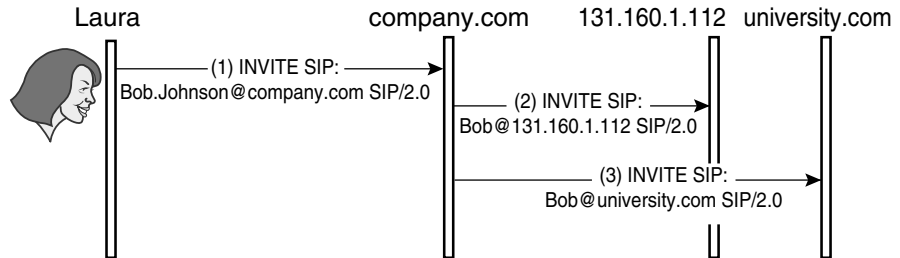 Laura company.com 131.160.1.112 university.com
(1) INVITE SIP:
Bob.Johnson@company.com SIP/2.0
(2) INVITE SIP:
Bob@131.160.1.112 SIP/2.0
(3) INVITE SIP:
Bob@university.com SIP/2.0